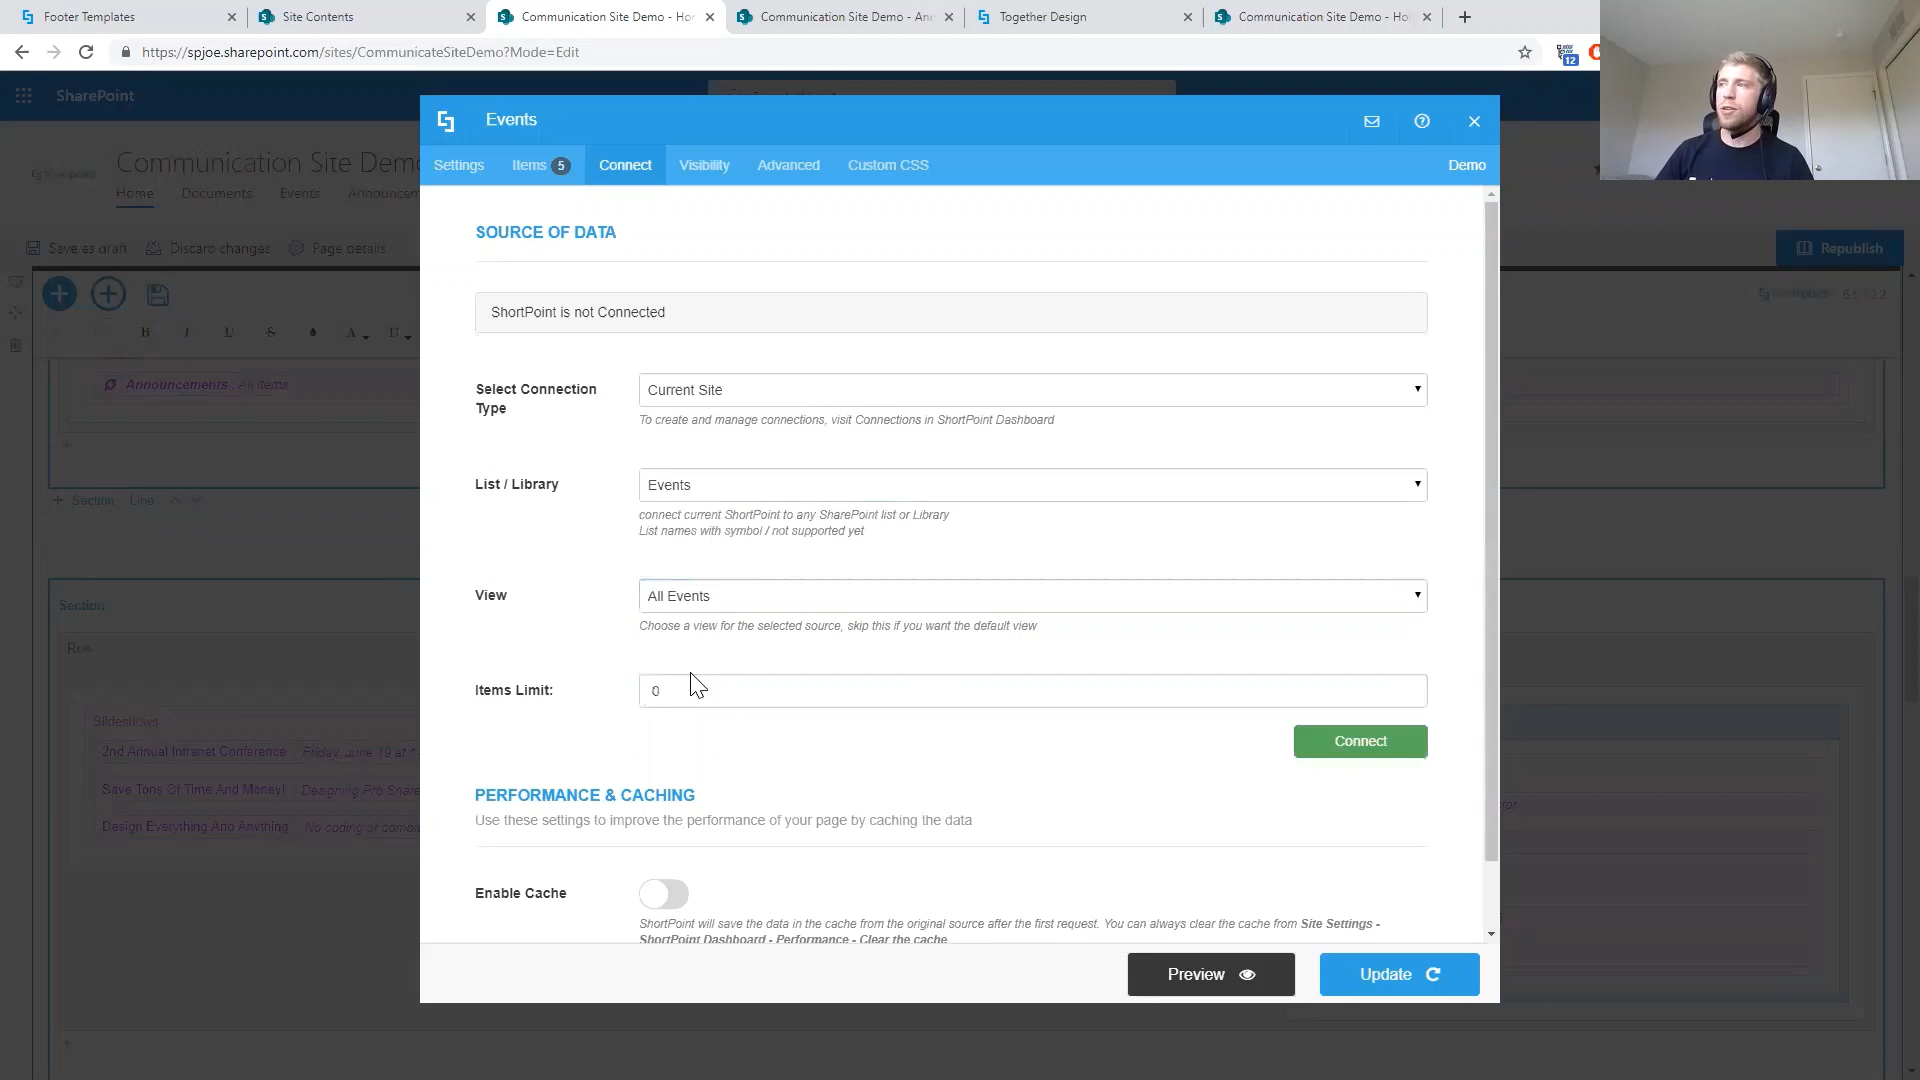 Footer Templates
Site Contents
Communication Site Demo - Hor
Communication Site Demo - Ann
Together Design
Communication Site Demo - Hor
https://spjoe.sharepoint.com/sites/CommunicateSiteDemo?Mode=Edit
12
SharePoint
Events
Communication Site Demo
Settings
Items 5
Connect
Visibility
Advanced
Custom CSS
Demo
Home
Documents
Events
Announcem
Save as draft
Discard changes
Page details
Republish
SOURCE OF DATA
ShortPoint is not Connected
B I U S A
Announcements : All items
Select Connection Type
Current Site
To create and manage connections, visit Connections in ShortPoint Dashboard
List / Library
Events
connect current ShortPoint to any SharePoint list or Library
List names with symbol / not supported yet
+ Section Line
View
All Events
Choose a view for the selected source, skip this if you want the default view
Section
Row
Items Limit:
0
Connect
Slideshows
2nd Annual Intranet Conference Friday, June 19 at
Save Tons Of Time And Money! Designing Pro Share
Design Everything And Anything No coding or
PERFORMANCE & CACHING
Use these settings to improve the performance of your page by caching the data
Enable Cache
ShortPoint will save the data in the cache from the original source after the first request. You can always clear the cache from Site Settings -
ShortPoint Dashboard - Performance - Clear the cache
Preview
Update